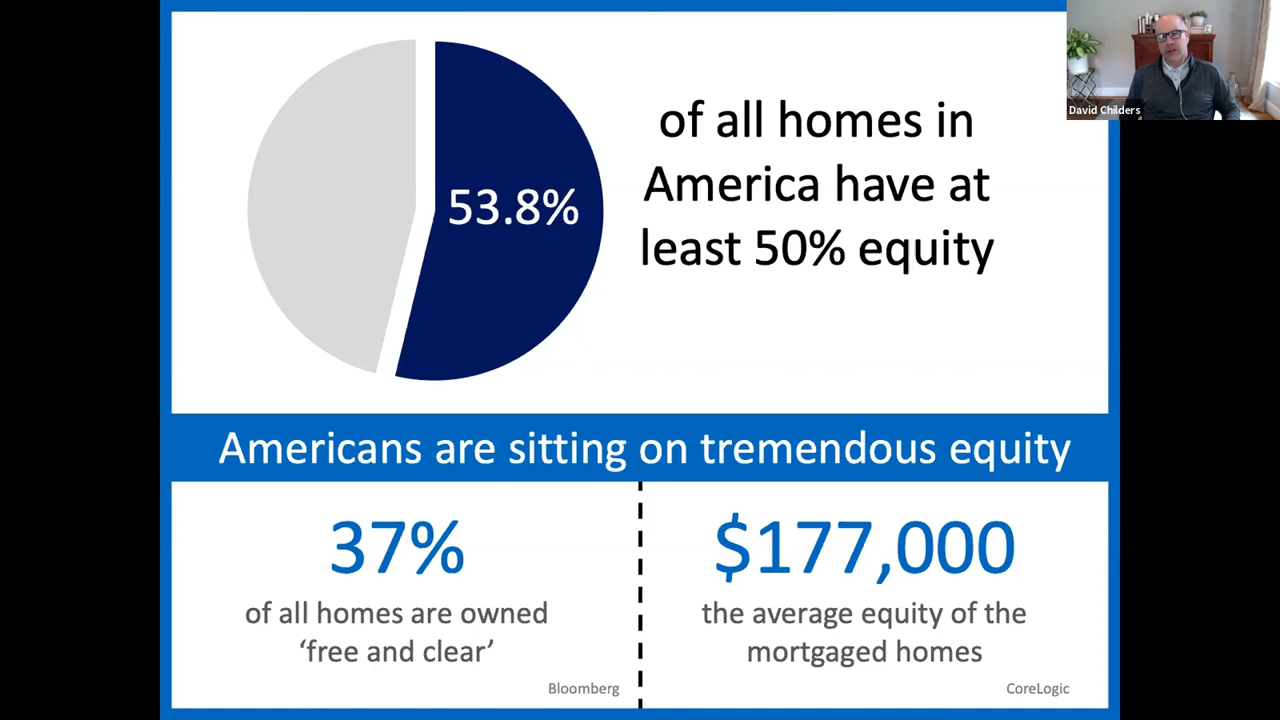 53.8%
of all homes in
America have at
least 50% equity
David Childers
Americans are sitting on tremendous equity
37%
of all homes are owned
‘free and clear’
Bloomberg
$177,000
the average equity of the
mortgaged homes
CoreLogic